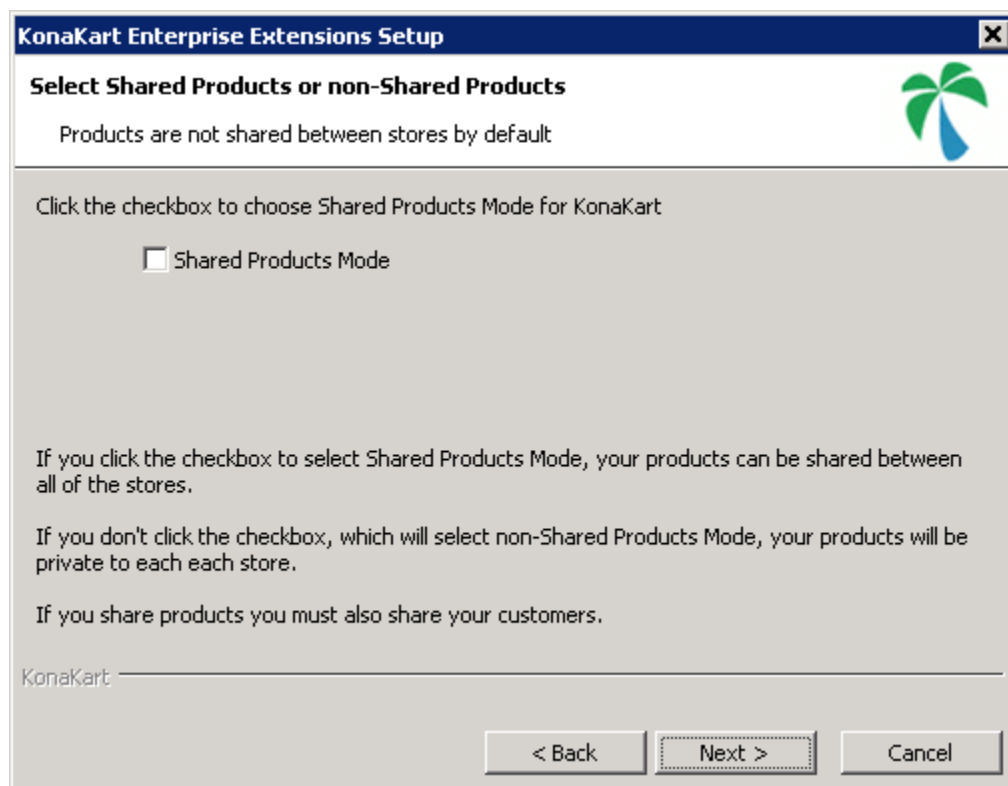 KonaKart Enterprise Extensions Setup
Select Shared Products or non-Shared Products
Products are not shared between stores by default
Click the checkbox to choose Shared Products Mode for KonaKart
Shared Products Mode
If you click the checkbox to select Shared Products Mode, your products can be shared between
all of the stores.
If you don't click the checkbox, which will select non-Shared Products Mode, your products will be
private to each each store.
If you share products you must also share your customers.
KonaKart
< Back
Next >
Cancel